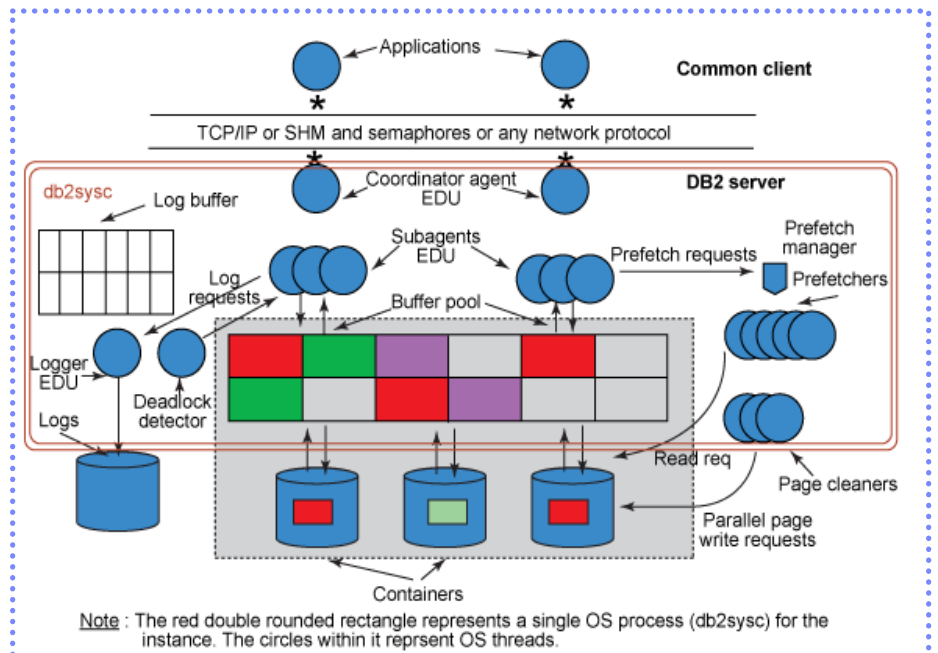 Applications
Common client
*
*
TCP/IP or SHM and semaphores or any network protocol
*
*
db2sysc
Coordinator agent
EDU
DB2 server
Log buffer
Subagents
EDU
Prefetch requests
Prefetch
manager
Log
requests
Prefetchers
Buffer pool
Logger
EDU
Deadlock
detector
Logs
Read req
Page cleaners
Parallel page
write requests
Containers
Note : The red double rounded rectangle represents a single OS process (db2sysc) for the
instance. The circles within it reprsent OS threads.